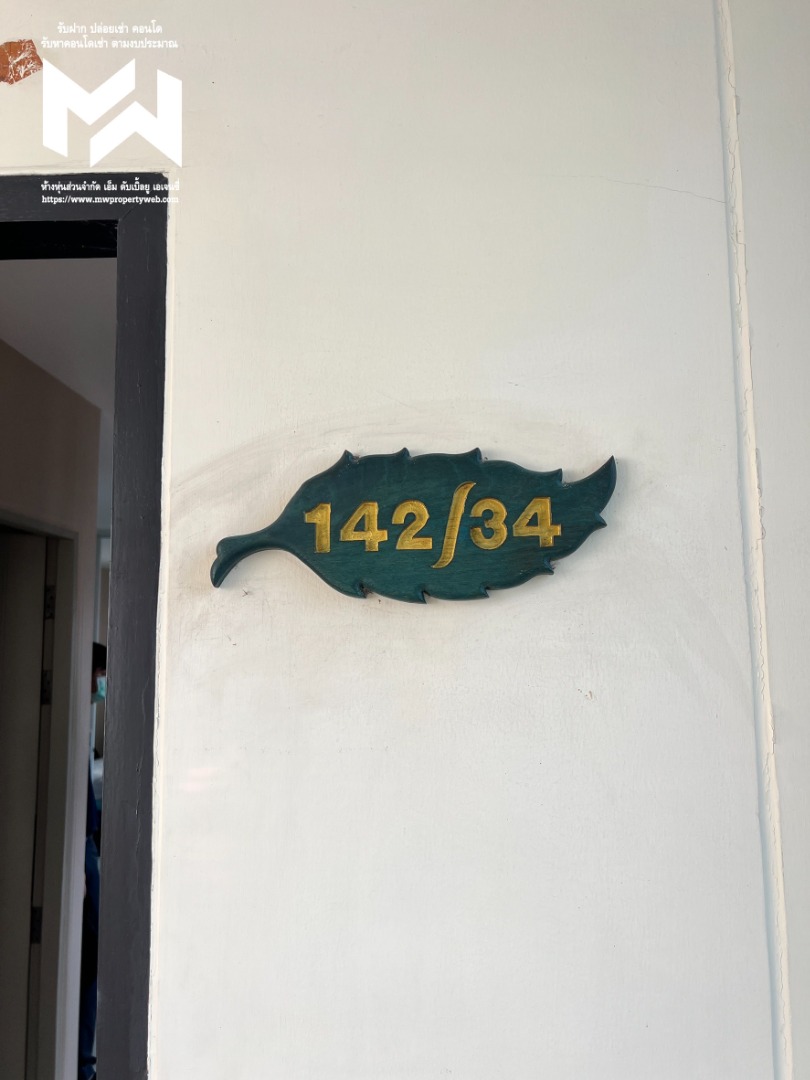 รับฝาก ปล่อยเช่า คอนโด
รับหาคอนโดเช่า ตามงบประมาณ
MW
ห้างหุ้นส่วนจำกัด เอ็ม ดับเบิ้ลยู เอเจนซี่
https://www.mwpropertyweb.com
142/34